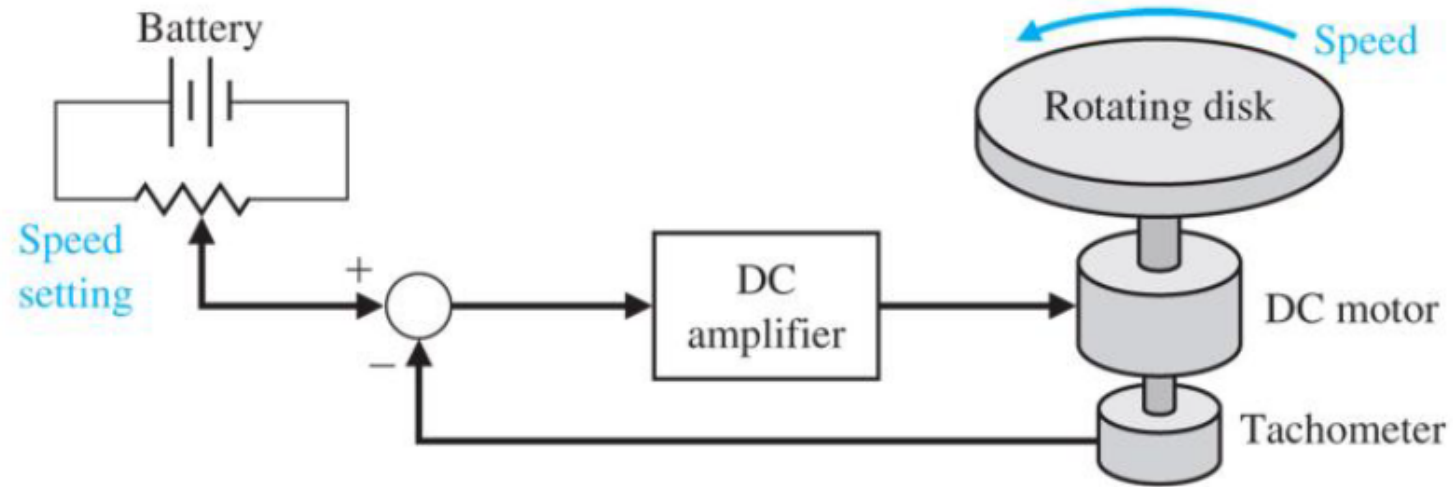 Battery
Speed
Rotating disk
Speed
setting
+
DC
amplifier
DC motor
−
Tachometer